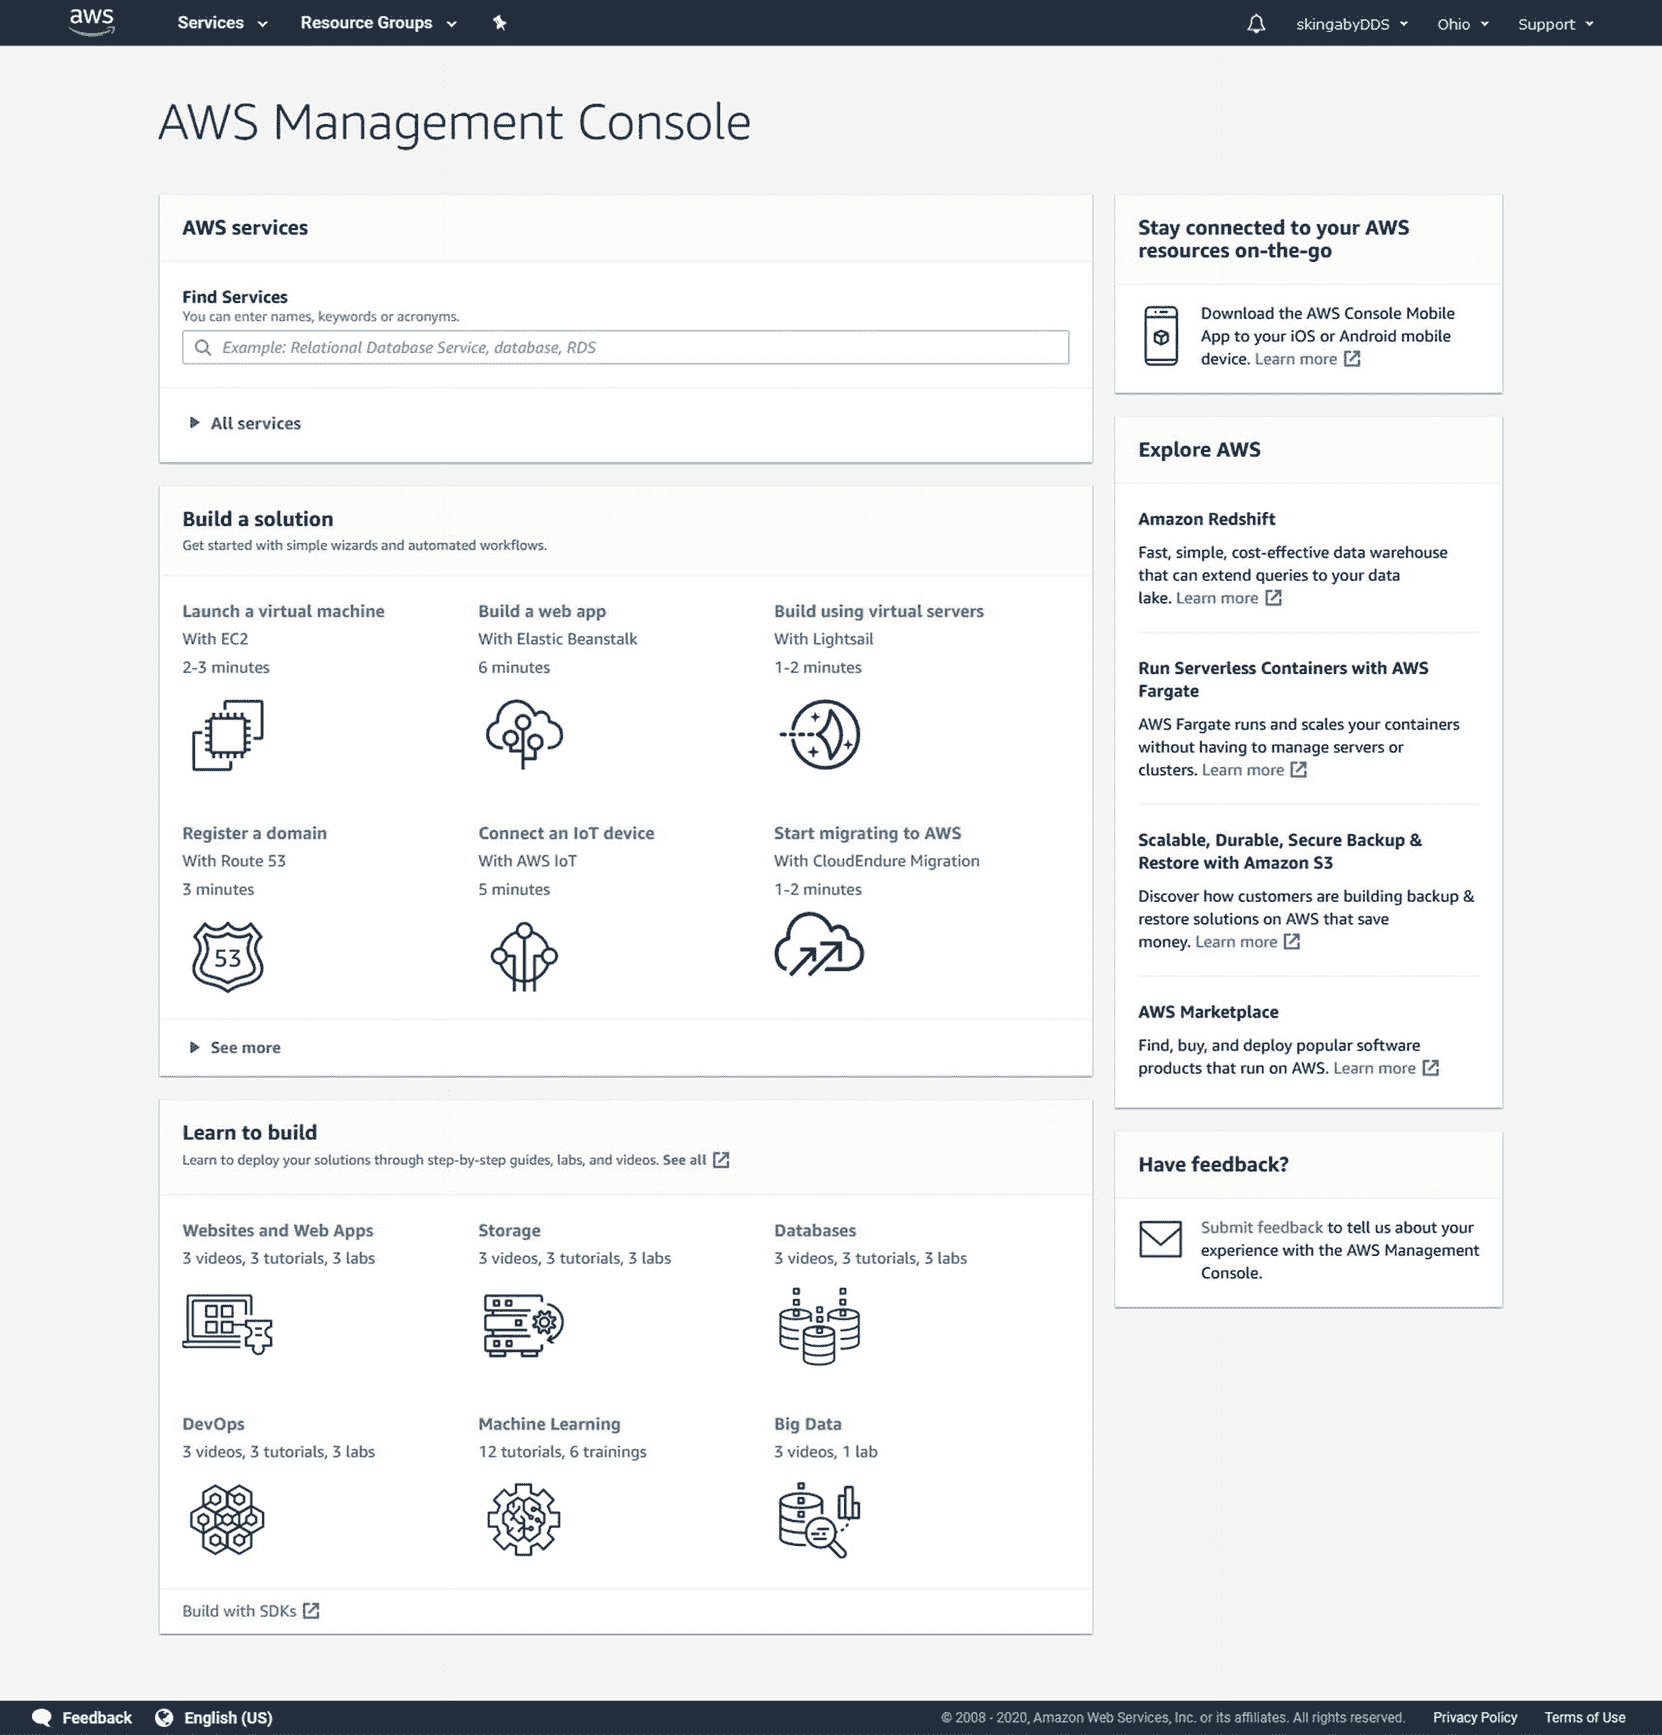 aws
Services
Resource Groups
skingabyDDS
Ohio
Support
AWS Management Console
AWS services
Find Services
You can enter names, keywords or acronyms.
Example: Relational Database Service, database, RDS
All services
Build a solution
Get started with simple wizards and automated workflows.
Launch a virtual machine
With EC2
2-3 minutes
Build a web app
With Elastic Beanstalk
6 minutes
Build using virtual servers
With Lightsail
1-2 minutes
Register a domain
With Route 53
3 minutes
53
Connect an IoT device
With AWS IoT
5 minutes
Start migrating to AWS
With CloudEndure Migration
1-2 minutes
See more
Learn to build
Learn to deploy your solutions through step-by-step guides, labs, and videos. See all
Websites and Web Apps
3 videos, 3 tutorials, 3 labs
Storage
3 videos, 3 tutorials, 3 labs
Databases
3 videos, 3 tutorials, 3 labs
DevOps
3 videos, 3 tutorials, 3 labs
Machine Learning
12 tutorials, 6 trainings
Big Data
3 videos, 1 lab
Build with SDKs
Stay connected to your AWS
resources on-the-go
Download the AWS Console Mobile
App to your iOS or Android mobile
device. Learn more
Explore AWS
Amazon Redshift
Fast, simple, cost-effective data warehouse
that can extend queries to your data
lake. Learn more
Run Serverless Containers with AWS
Fargate
AWS Fargate runs and scales your containers
without having to manage servers or
clusters. Learn more
Scalable, Durable, Secure Backup &
Restore with Amazon S3
Discover how customers are building backup &
restore solutions on AWS that save
money. Learn more
AWS Marketplace
Find, buy, and deploy popular software
products that run on AWS. Learn more
Have feedback?
Submit feedback to tell us about your
experience with the AWS Management
Console.
Feedback
English (US)
© 2008 - 2020, Amazon Web Services, Inc. or its affiliates. All rights reserved.
Privacy Policy
Terms of Use